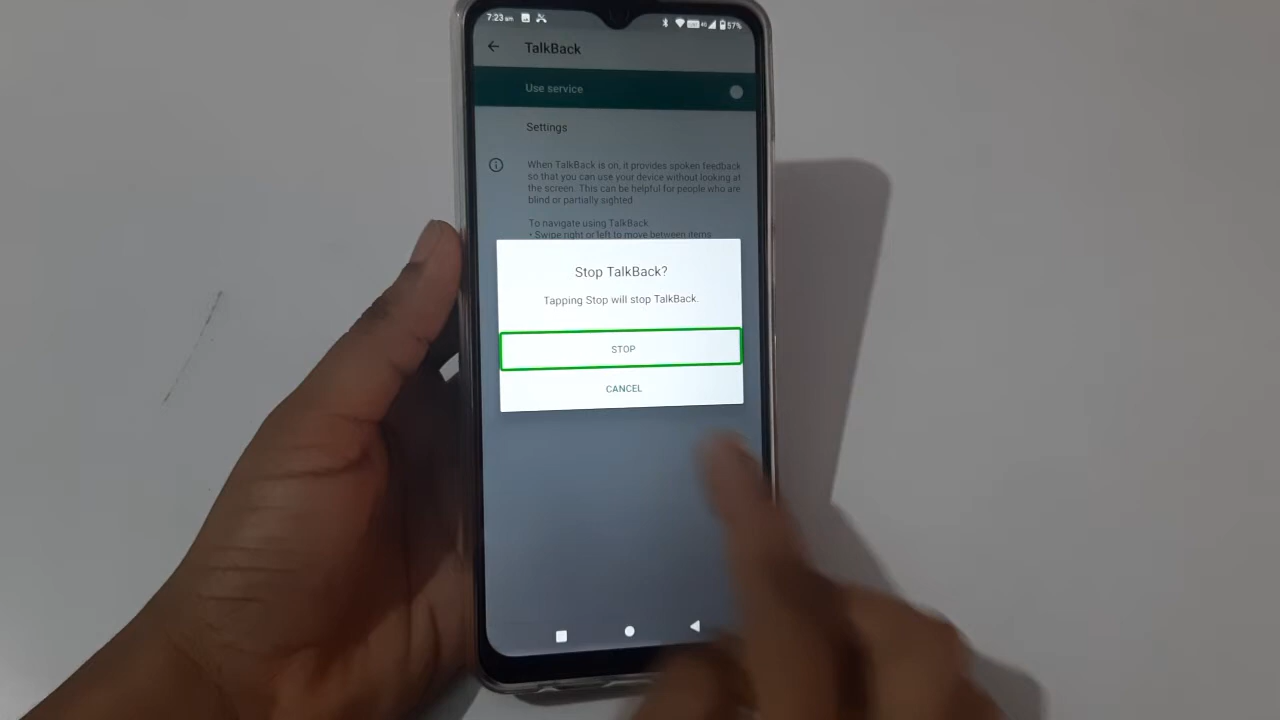 7:23 am 57%
TalkBack
Use service
Settings
When TalkBack is on, it provides spoken feedback
so that you can use your device without looking at
the screen. This can be helpful for people who are
blind or partially sighted
To navigate using TalkBack
• Swipe right or left to move between items
Stop TalkBack?
Tapping Stop will stop TalkBack.
STOP
CANCEL